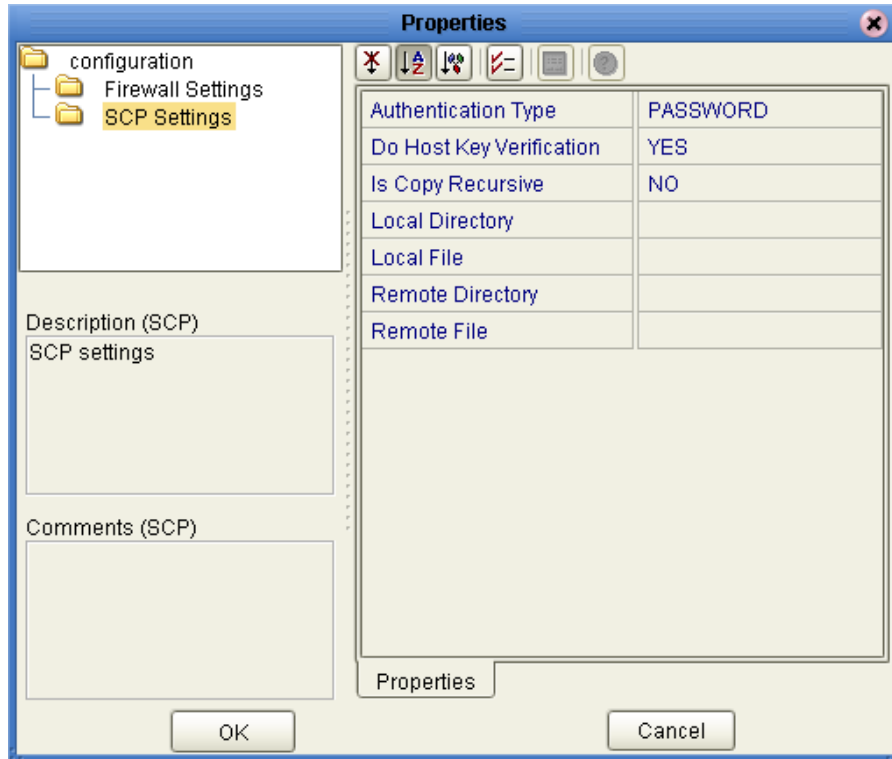 Properties
configuration
Firewall Settings
SCP Settings
Description (SCP)
SCP settings
Comments (SCP)
Authentication Type PASSWORD
Do Host Key Verification YES
Is Copy Recursive NO
Local Directory
Local File
Remote Directory
Remote File
Properties
OK
Cancel